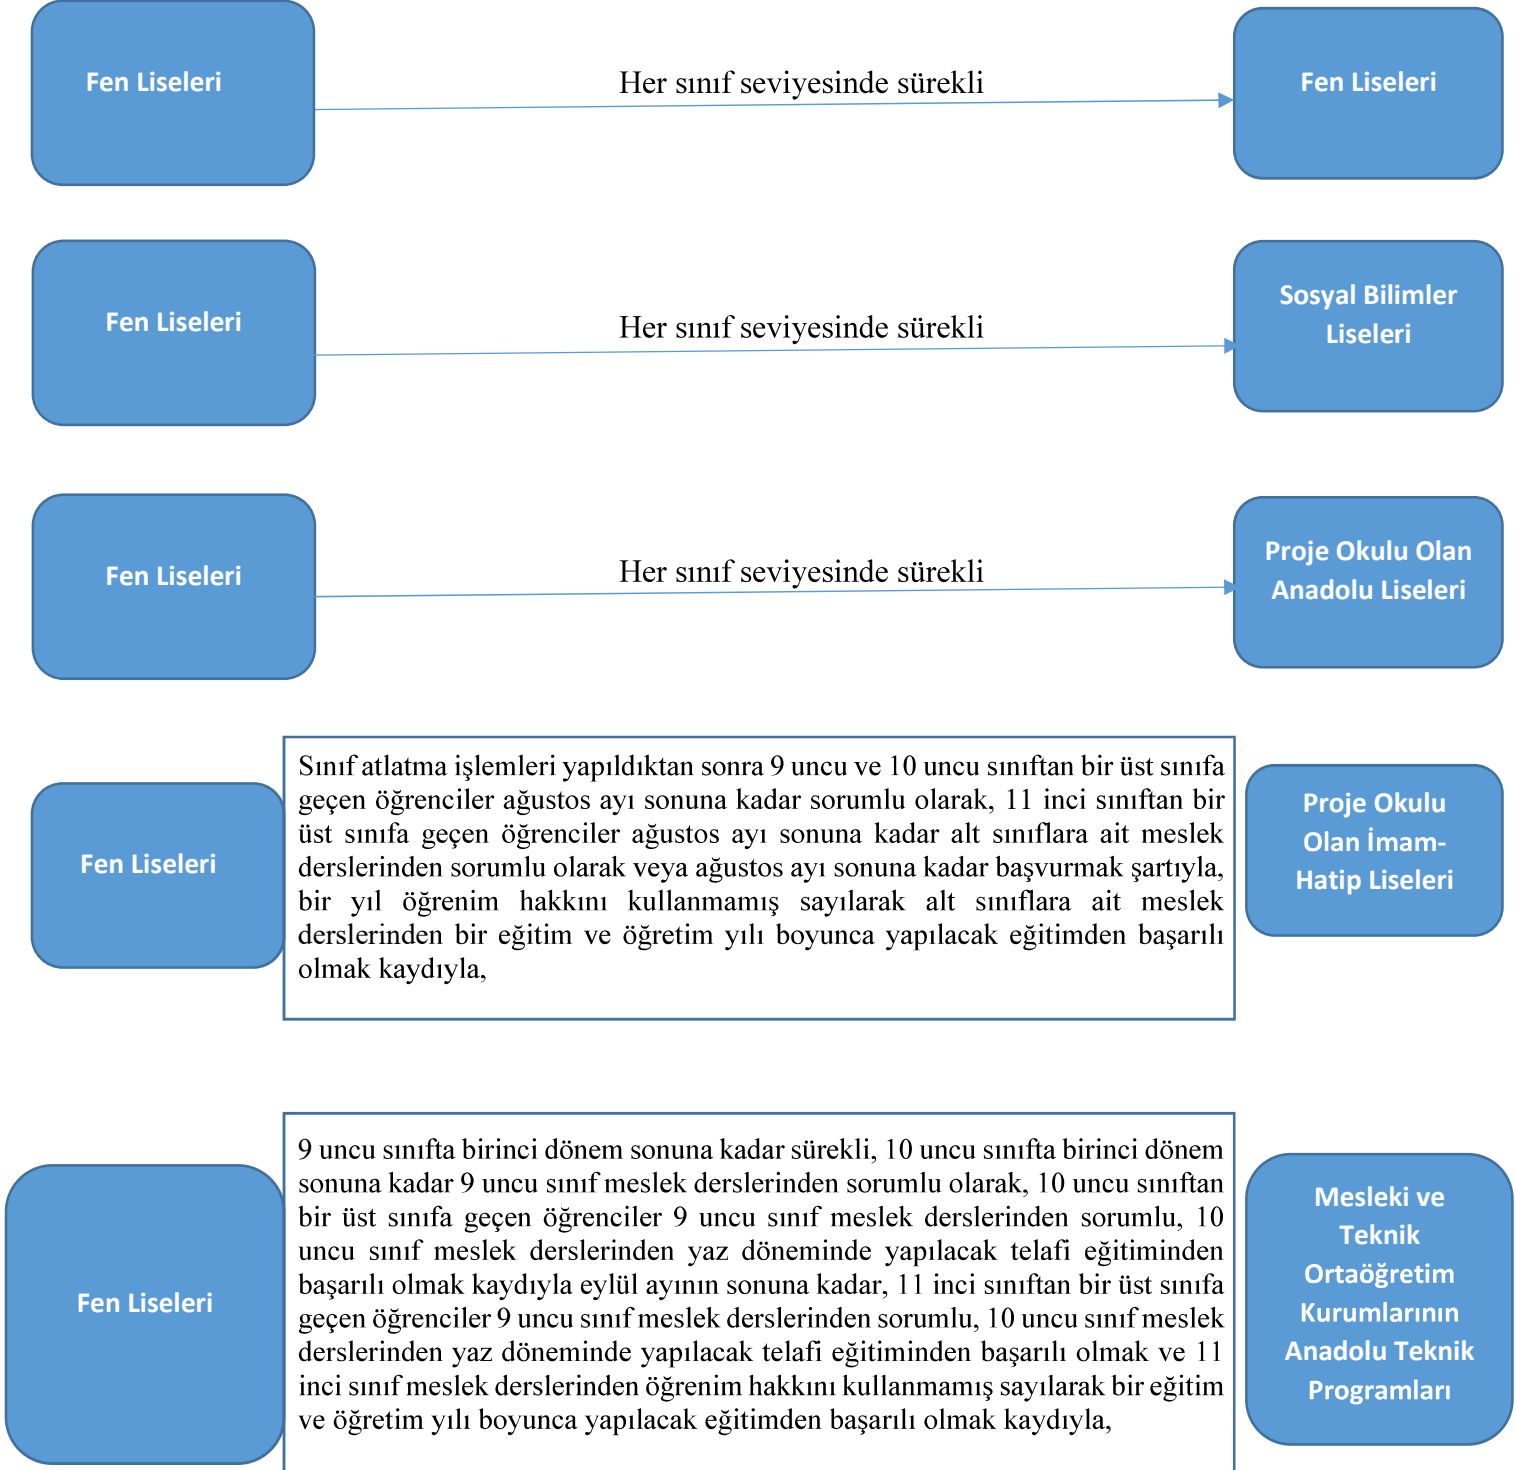 Fen Liseleri
Her sınıf seviyesinde sürekli
Fen Liseleri
Fen Liseleri
Her sınıf seviyesinde sürekli
Sosyal Bilimler
Liseleri
Fen Liseleri
Her sınıf seviyesinde sürekli
Proje Okulu Olan
Anadolu Liseleri
Fen Liseleri
Sınıf atlatma işlemleri yapıldıktan sonra 9 uncu ve 10 uncu sınıftan bir üst sınıfa
geçen öğrenciler ağustos ayı sonuna kadar sorumlu olarak, 11 inci sınıftan bir
üst sınıfa geçen öğrenciler ağustos ayı sonuna kadar alt sınıflara ait meslek
derslerinden sorumlu olarak veya ağustos ayı sonuna kadar başvurmak şartıyla,
bir yıl öğrenim hakkını kullanmamış sayılarak alt sınıflara ait meslek
derslerinden bir eğitim ve öğretim yılı boyunca yapılacak eğitimden başarılı
olmak kaydıyla,
Proje Okulu
Olan İmam-
Hatip Liseleri
Fen Liseleri
9 uncu sınıfta birinci dönem sonuna kadar sürekli, 10 uncu sınıfta birinci dönem
sonuna kadar 9 uncu sınıf meslek derslerinden sorumlu olarak, 10 uncu sınıftan
bir üst sınıfa geçen öğrenciler 9 uncu sınıf meslek derslerinden sorumlu, 10
uncu sınıf meslek derslerinden yaz döneminde yapılacak telafi eğitiminden
başarılı olmak kaydıyla eylül ayının sonuna kadar, 11 inci sınıftan bir üst sınıfa
geçen öğrenciler 9 uncu sınıf meslek derslerinden sorumlu, 10 uncu sınıf meslek
derslerinden yaz döneminde yapılacak telafi eğitiminden başarılı olmak ve 11
inci sınıf meslek derslerinden öğrenim hakkını kullanmamış sayılarak bir eğitim
ve öğretim yılı boyunca yapılacak eğitimden başarılı olmak kaydıyla,
Mesleki ve
Teknik
Ortaöğretim
Kurumlarının
Anadolu Teknik
Programları